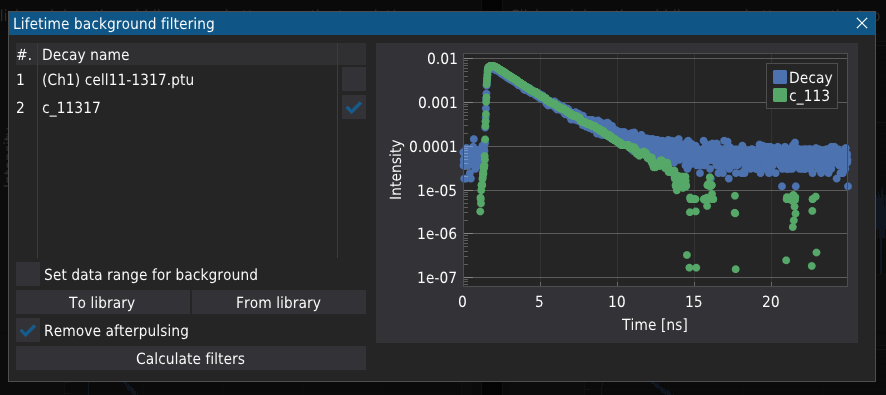 Lifetime background filtering
#. Decay name
1 (Ch1) cell11-1317.ptu
2 c_11317
Set data range for background
To library From library
Remove afterpulsing
Calculate filters
Intensity
0.01
0.001
0.0001
1e-05
1e-06
1e-07
0 5 10 15 20
Time [ns]
Decay
c_113